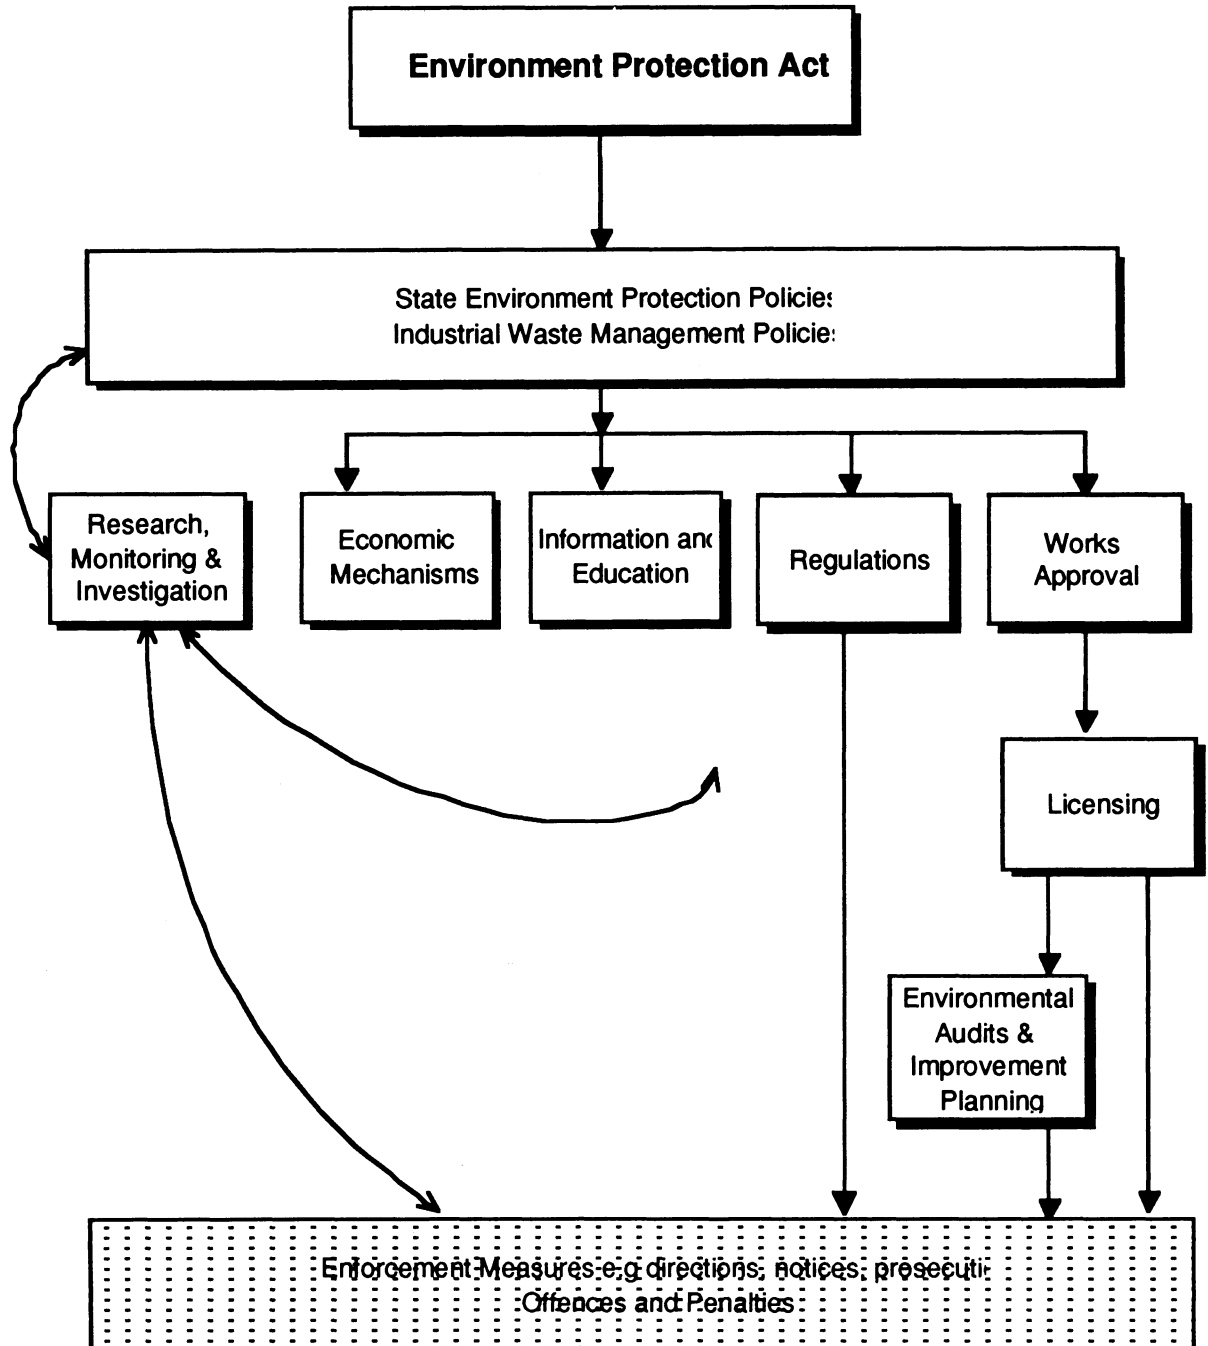 Environment Protection Act
State Environment Protection Policies
Industrial Waste Management Policie
Research,
Monitoring &
Investigation
Economic
Mechanisms
Information and
Education
Regulations
Works
Approval
Licensing
Environmental
Audits &
Improvement
Planning
Enforcement Measures e.g directions, notices, prosecuti
Offences and Penalties